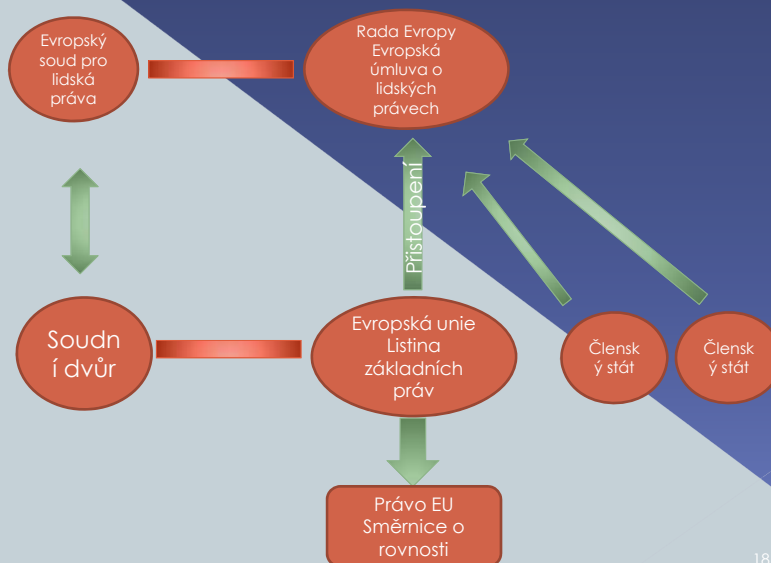 Evropský
soud pro
lidská
práva
Rada Evropy
Evropská
úmluva o
lidských
právech
Přistoupení
Soudn
í dvůr
Evropská unie
Listina
základních
práv
Člensk
ý stát
Člensk
ý stát
Právo EU
Směrnice o
rovnosti
18